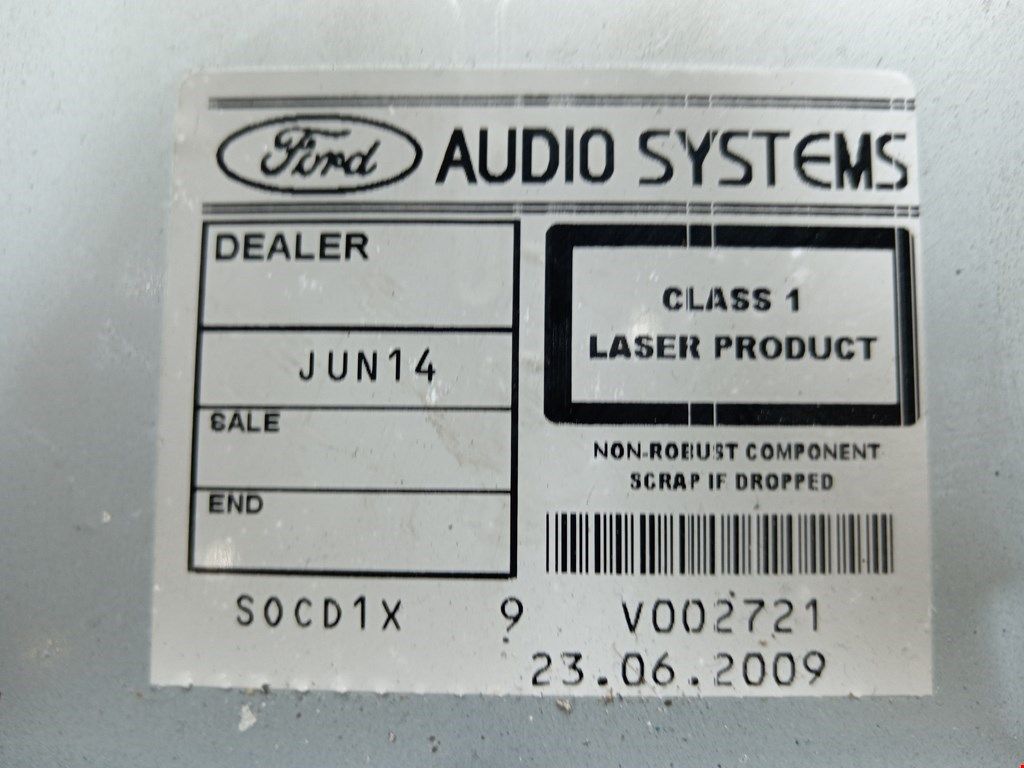 Ford AUDIO SYSTEMS
DEALER
JUN14
SALE
END
CLASS 1
LASER PRODUCT
NON-ROBUST COMPONENT
SCRAP IF DROPPED
SOCD1X 9 V002721
23.06.2009